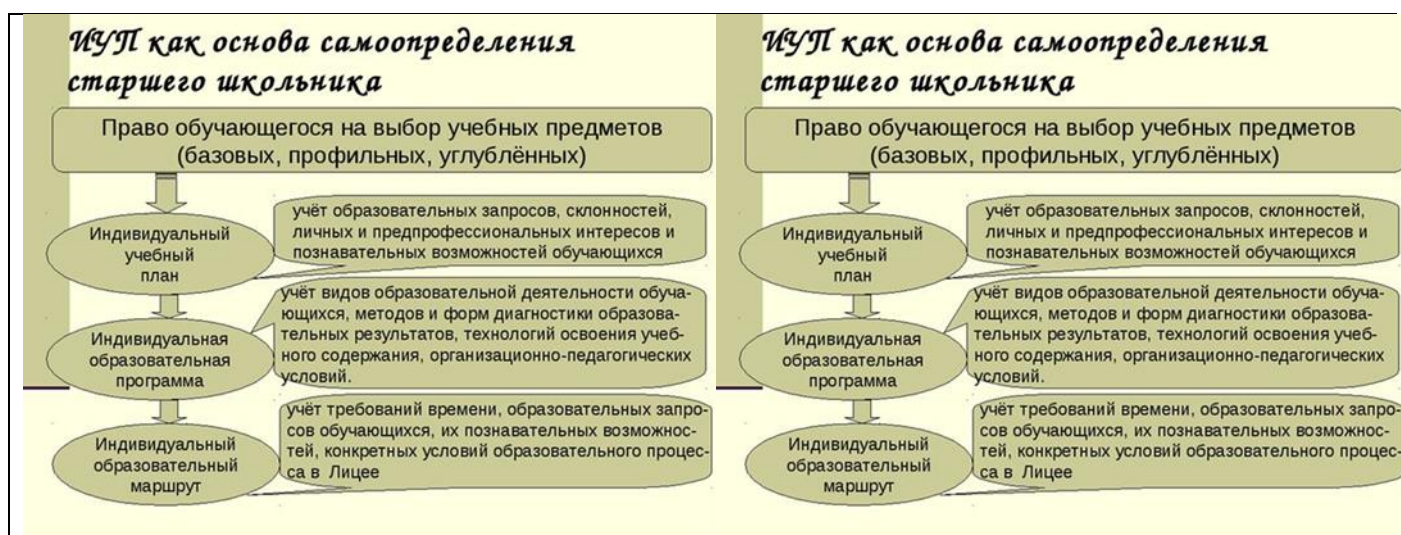 ИУП как основа самоопределения
старшего школьника
Право обучающегося на выбор учебных предметов
(базовых, профильных, углублённых)
Индивидуальный
учебный
план
учёт образовательных запросов, склонностей,
личных и предпрофессиональных интересов и
познавательных возможностей обучающихся
Индивидуальная
образовательная
программа
учёт видов образовательной деятельности обуча-
ющихся, методов и форм диагностики образова-
тельных результатов, технологий освоения учеб-
ного содержания, организационно-педагогических
условий.
Индивидуальный
образовательный
маршрут
учёт требований времени, образовательных запро-
сов обучающихся, их познавательных возможнос-
тей, конкретных условий образовательного процес-
са в Лицее
ИУП как основа самоопределения
старшего школьника
Право обучающегося на выбор учебных предметов
(базовых, профильных, углублённых)
Индивидуальный
учебный
план
учёт образовательных запросов, склонностей,
личных и предпрофессиональных интересов и
познавательных возможностей обучающихся
Индивидуальная
образовательная
программа
учёт видов образовательной деятельности обуча-
ющихся, методов и форм диагностики образова-
тельных результатов, технологий освоения учеб-
ного содержания, организационно-педагогических
условий.
Индивидуальный
образовательный
маршрут
учёт требований времени, образовательных запро-
сов обучающихся, их познавательных возможнос-
тей, конкретных условий образовательного процес-
са в Лицее